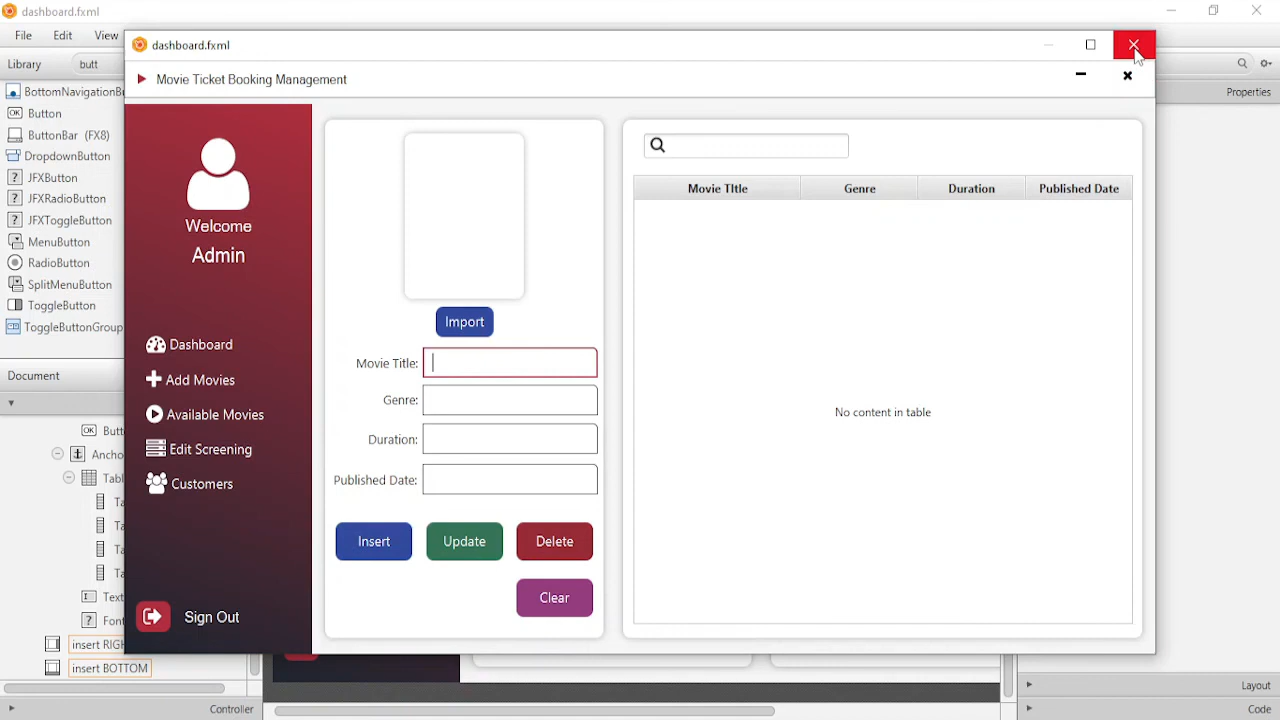 dashboard.fxml
File Edit View
dashboard.fxml
Library butt
Movie Ticket Booking Management
Properties
Button
ButtonBar (FX8)
DropdownButton
JFXButton
JFXRadioButton
JFXToggleButton
MenuButton
RadioButton
SplitMenuButton
ToggleButton
ToggleButtonGroup
Document
insert BOTTOM
Controller
Welcome
Admin
Dashboard
Add Movies
Available Movies
Edit Screening
Customers
Sign Out
Import
Movie Title:
Genre:
Duration:
Published Date:
Insert Update Delete
Clear
Movie TItle Genre Duration Published Date
No content in table
Layout
Code